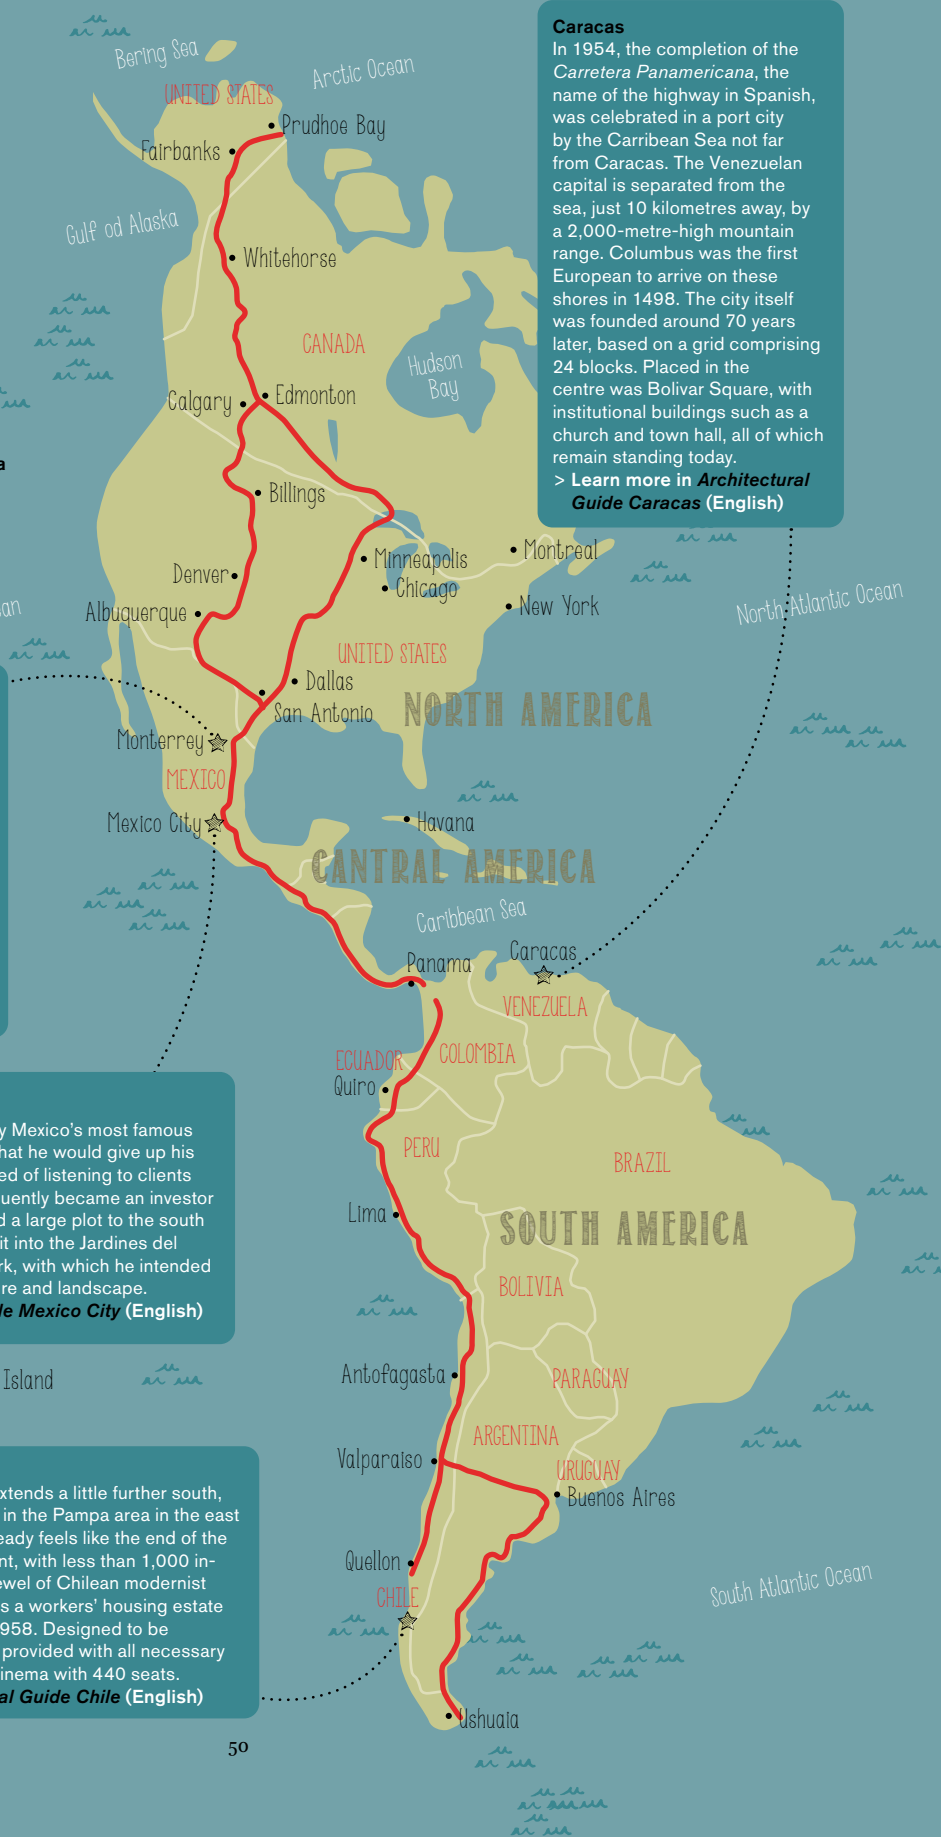 Caracas
In 1954, the completion of the
Carretera Panamericana, the
name of the highway in Spanish,
was celebrated in a port city
by the Carribean Sea not far
from Caracas. The Venezuelan
capital is separated from the
sea, just 10 kilometres away, by
a 2,000-metre-high mountain
range. Columbus was the first
European to arrive on these
shores in 1498. The city itself
was founded around 70 years
later, based on a grid comprising
24 blocks. Placed in the
centre was Bolivar Square, with
institutional buildings such as a
church and town hall, all of which
remain standing today.
> Learn more in Architectural
Guide Caracas (English)
Bering Sea
Arctic Ocean
UNITED STATES
Prudhoe Bay
Fairbanks
Gulf od Alaska
Whitehorse
CANADA
Hudson
Bay
Calgary
Edmonton
a
Billings
Montreal
Minneapolis
Denver
Chicago
Albuquerque
New York
North Atlantic Ocean
an
UNITED STATES
Dallas
San Antonio
NORTH AMERICA
Monterrey
MEXICO
Mexico City
Havana
CANTRAL AMERICA
Caribbean Sea
Panama
Caracas
VENEZUELA
COLOMBIA
ECUADOR
Quiro
PERU
BRAZIL
Lima
SOUTH AMERICA
BOLIVIA
y Mexico's most famous
hat he would give up his
ed of listening to clients
uently became an investor
d a large plot to the south
it into the Jardines del
rk, with which he intended
re and landscape.
le Mexico City (English)
Island
Antofagasta
PARAGUAY
ARGENTINA
Valparaiso
URUGUAY
Buenos Aires
Quellon
CHILE
South Atlantic Ocean
xtends a little further south,
in the Pampa area in the east
eady feels like the end of the
nt, with less than 1,000 in-
ewel of Chilean modernist
s a workers' housing estate
958. Designed to be
provided with all necessary
inema with 440 seats.
al Guide Chile (English)
Ushuaia
50